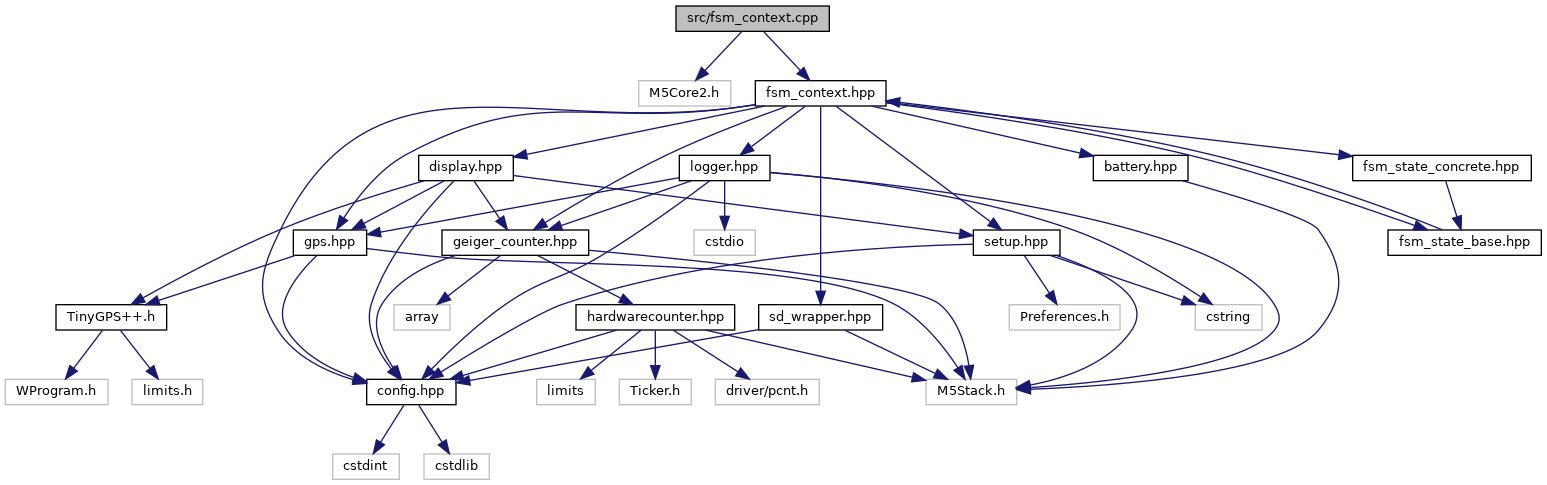 src/fsm_context.cpp
M5Core2.h
fsm_context.hpp
display.hpp
logger.hpp
battery.hpp
fsm_state_concrete.hpp
gps.hpp
geiger_counter.hpp
cstdio
setup.hpp
fsm_state_base.hpp
TinyGPS++.h
array
hardwarecounter.hpp
sd_wrapper.hpp
Preferences.h
cstring
WProgram.h
limits.h
config.hpp
limits
Ticker.h
driver/pcnt.h
M5Stack.h
cstdint
cstdlib